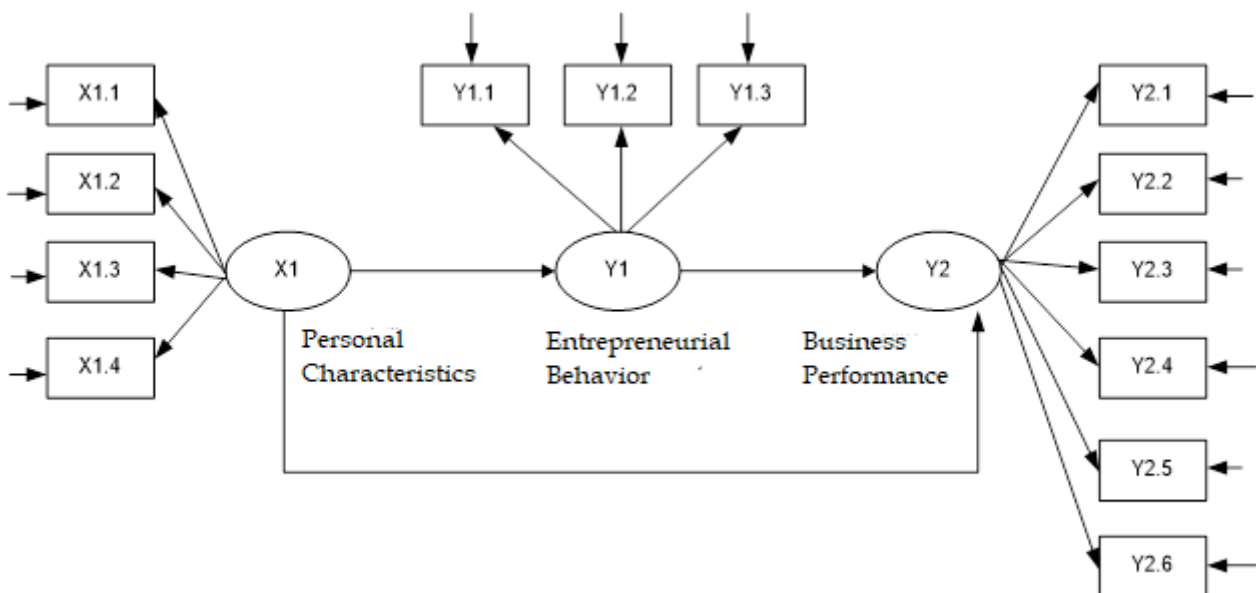 X1.1
X1.2
X1.3
X1.4
Y1.1
Y1.2
Y1.3
X1
Y1
Y2
Personal
Characteristics
Entrepreneurial
Behavior
Business
Performance
Y2.1
Y2.2
Y2.3
Y2.4
Y2.5
Y2.6